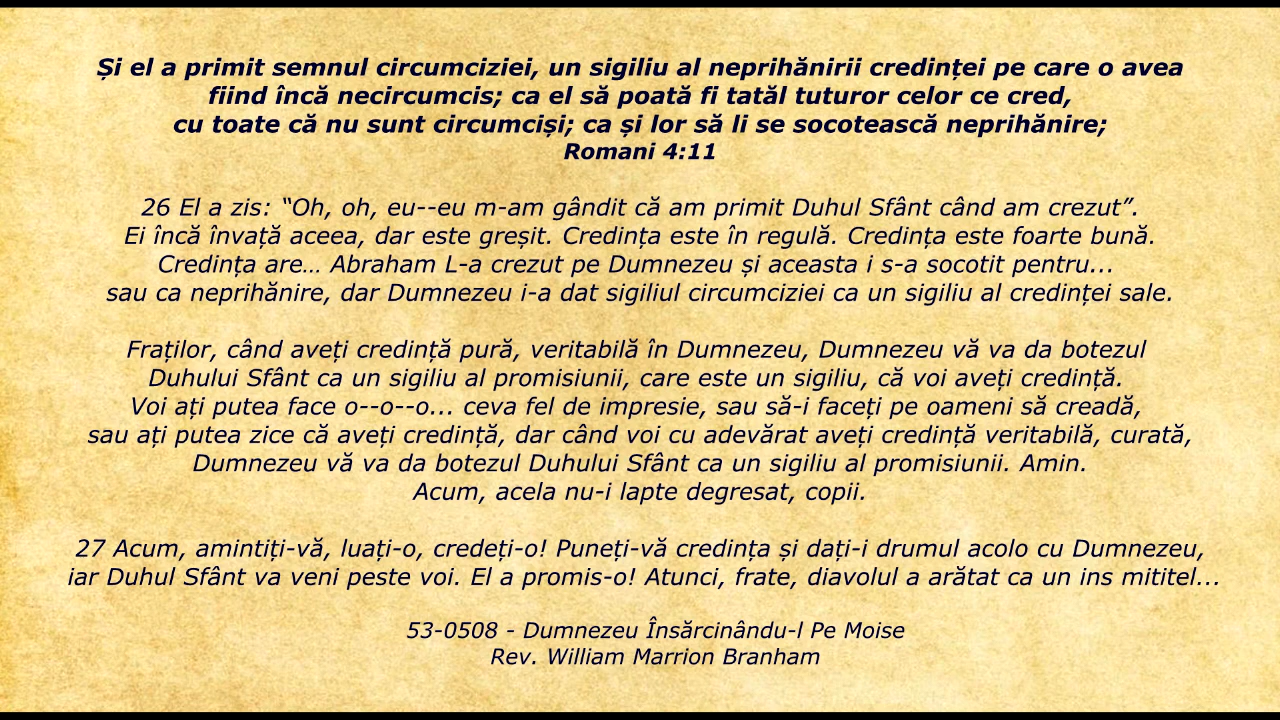 Și el a primit semnul circumciziei, un sigiliu al neprihănirii credinței pe care o avea
fiind încă necircumcis; ca el să poată fi tatăl tuturor celor ce cred,
cu toate că nu sunt circumciși; ca și lor să li se socotească neprihănire;
Romani 4:11
26 El a zis: “Oh, oh, eu--eu m-am gândit că am primit Duhul Sfânt când am crezut”.
Ei încă învață aceea, dar este greșit. Credința este în regulă. Credința este foarte bună.
Credința are… Abraham L-a crezut pe Dumnezeu și aceasta i s-a socotit pentru...
sau ca neprihănire, dar Dumnezeu i-a dat sigiliul circumciziei ca un sigiliu al credinței sale.
Fraților, când aveți credință pură, veritabilă în Dumnezeu, Dumnezeu vă va da botezul
Duhului Sfânt ca un sigiliu al promisiunii, care este un sigiliu, că voi aveți credință.
Voi ați putea face o--o--o... ceva fel de impresie, sau să-i faceți pe oameni să creadă,
sau ați putea zice că aveți credință, dar când voi cu adevărat aveți credință veritabilă, curată,
Dumnezeu vă va da botezul Duhului Sfânt ca un sigiliu al promisiunii. Amin.
Acum, acela nu-i lapte degresat, copii.
27 Acum, amintiți-vă, luați-o, credeți-o! Puneți-vă credința și dați-i drumul acolo cu Dumnezeu,
iar Duhul Sfânt va veni peste voi. El a promis-o! Atunci, frate, diavolul a arătat ca un ins mititel...
53-0508 - Dumnezeu Însărcinându-l Pe Moise
Rev. William Marrion Branham